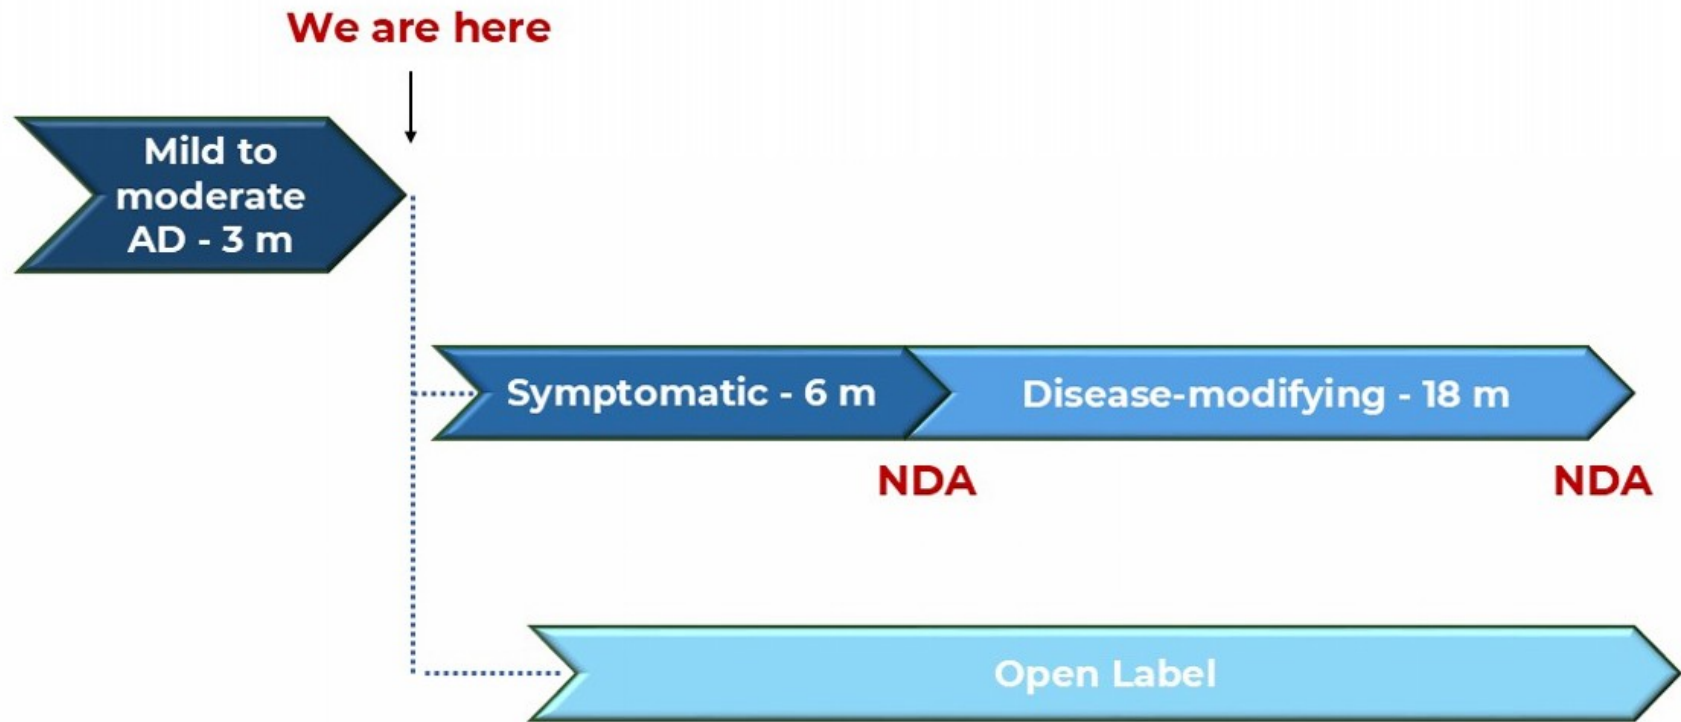 We are here
Mild to
moderate
AD - 3 m
Symptomatic - 6 m
Disease-modifying - 18 m
NDA
NDA
Open Label